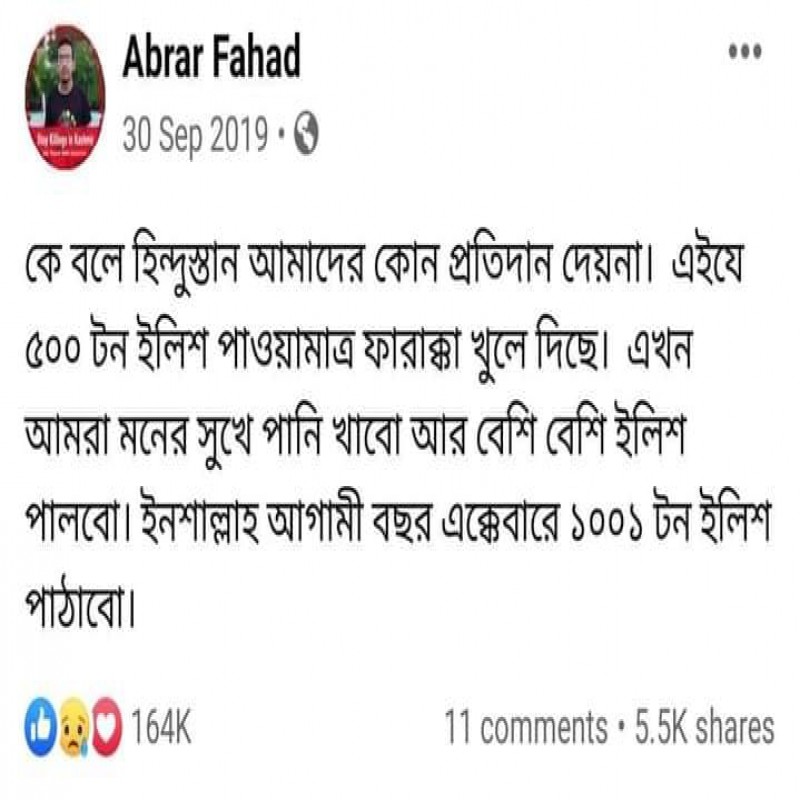 Abrar Fahad
30 Sep 2019 •
কে বলে হিন্দুস্তান আমাদের কোন প্রতিদান দেয়না। এইযে
৫০০ টন ইলিশ পাওয়ামাত্র ফারাক্কা খুলে দিছে। এখন
আমরা মনের সুখে পানি খাবো আর বেশি বেশি ইলিশ
পালবো। ইনশাল্লাহ আগামী বছর এক্কেবারে ১০০১ টন ইলিশ
পাঠাবো।
164K 11 comments • 5.5K shares